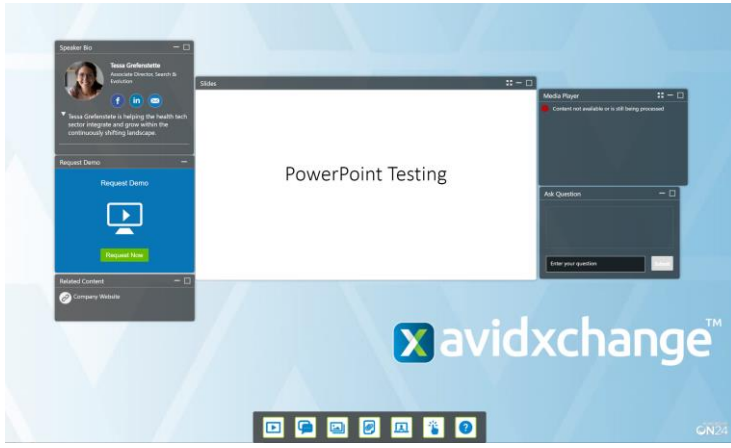 Speaker Bio
Tessa Grefenstette
Associate Director, Search &
Evolution
Tessa Grefenstete is helping the health tech
sector integrate and grow within the
continuously shifting landscape.
Request Demo
Request Demo
Request Now
Related Content
Company Website
Slides
PowerPoint Testing
Media Player
Content not available or is still being processed
Ask Question
Enter your question
avidxchange™
ON24